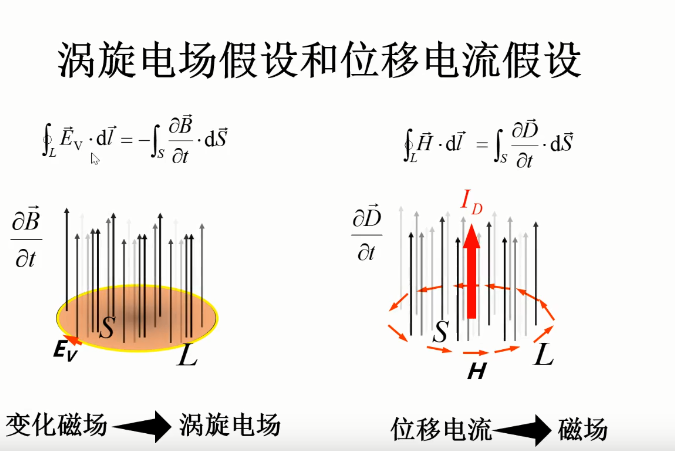 涡旋电场假设和位移电流假设
∮_L E⃗_V · dl⃗ = −∫_S ∂B⃗/∂t · dS⃗
∮_L H⃗ · dl⃗ = ∫_S ∂D⃗/∂t · dS⃗
∂B⃗/∂t
S
E_V
L
∂D⃗/∂t
I_D
S
L
H
变化磁场 涡旋电场
位移电流 磁场